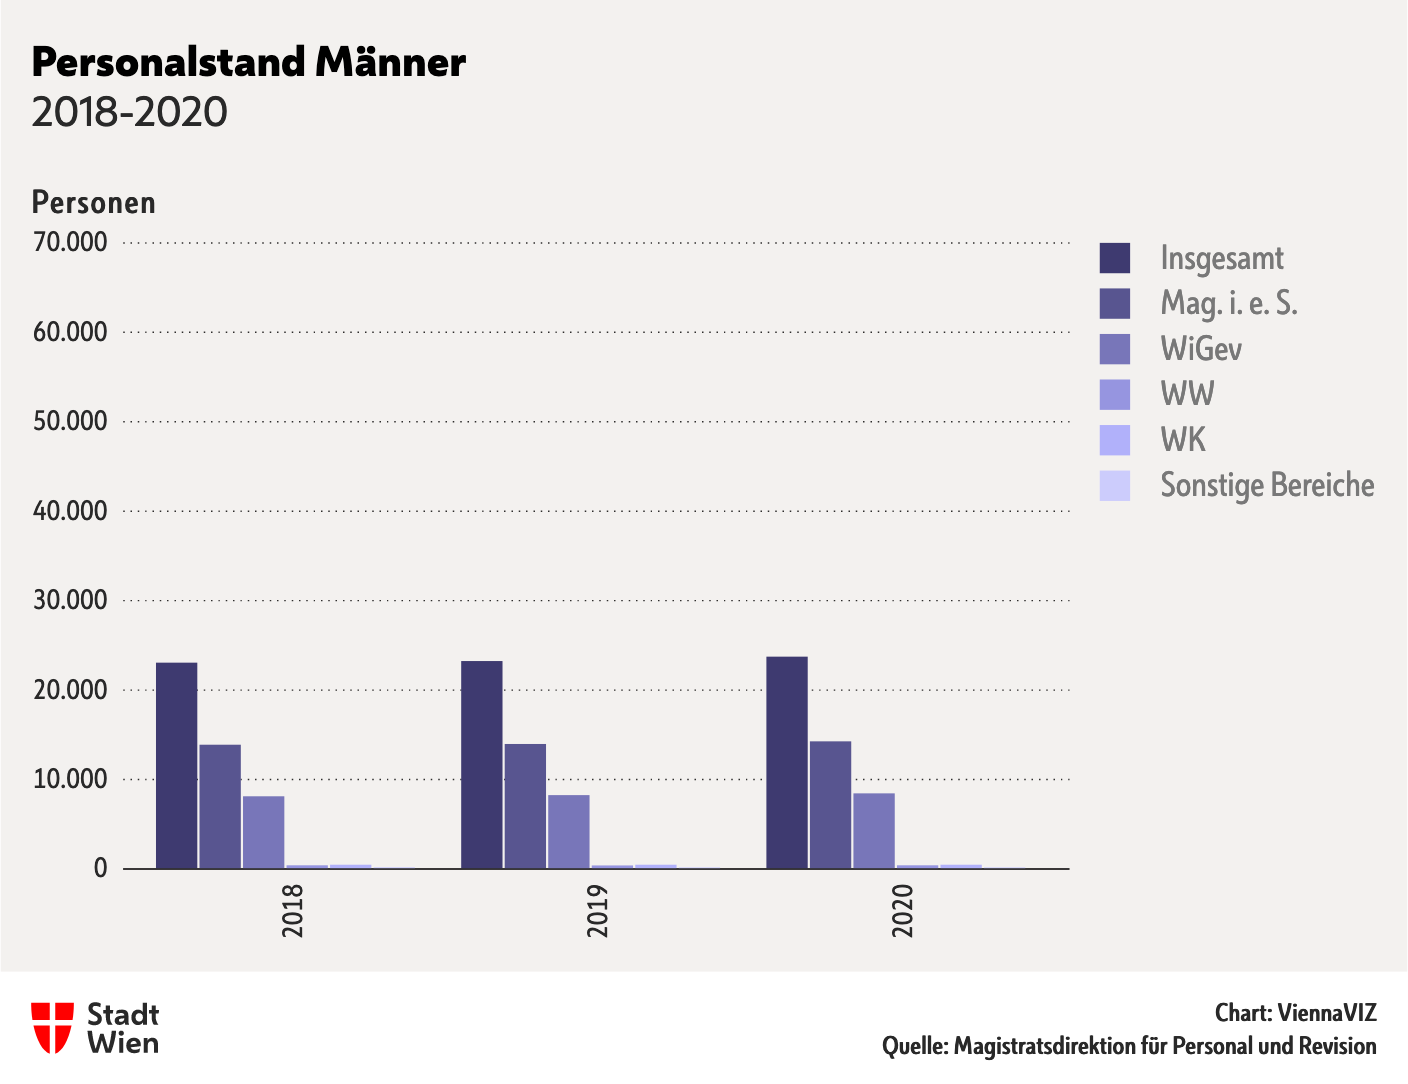 Personalstand Männer
2018-2020
Personen
70.000
60.000
50.000
40.000
30.000
20.000
10.000
0
2018
2019
2020
Insgesamt
Mag. i. e. S.
WiGev
WW
WK
Sonstige Bereiche
Stadt
Wien
Chart: ViennaVIZ
Quelle: Magistratsdirektion für Personal und Revision